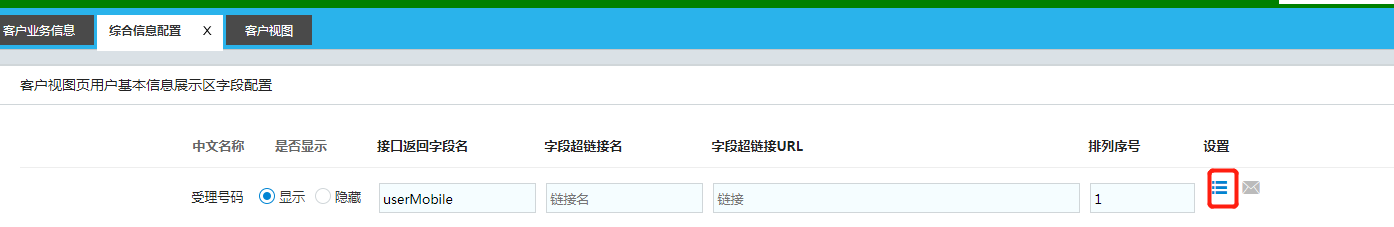 客户业务信息 综合信息配置 X 客户视图
客户视图页用户基本信息展示区字段配置
中文名称 是否显示 接口返回字段名 字段超链接名 字段超链接URL 排列序号 设置
受理号码 显示 隐藏 userMobile 链接名 链接 1